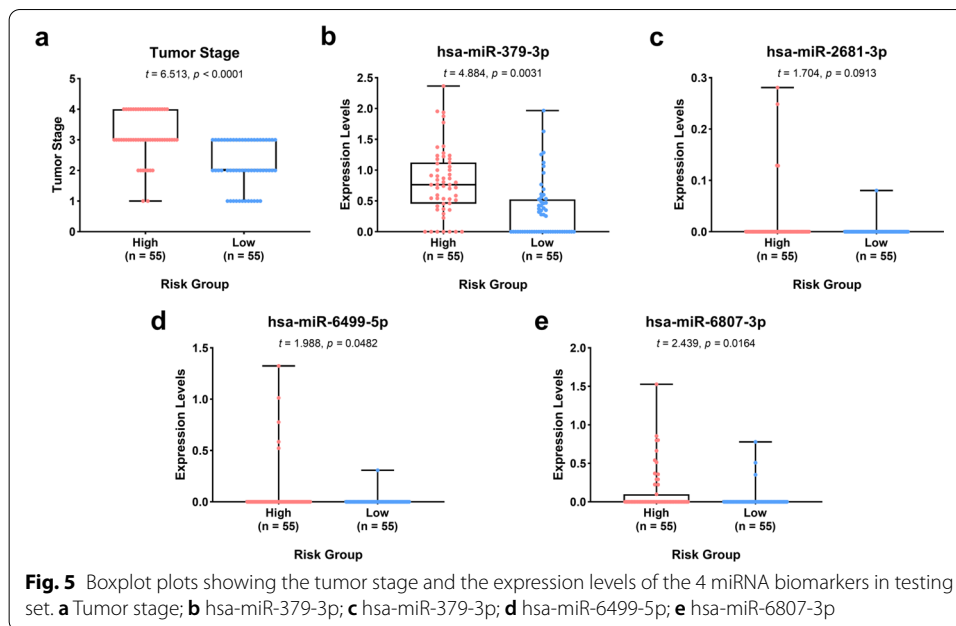 a
Tumor Stage
t = 6.513, p < 0.0001
Tumor Stage
5
4
3
2
1
0
High
(n = 55)
Low
(n = 55)
Risk Group
b
hsa-miR-379-3p
t = 4.884, p = 0.0031
Expression Levels
2.5
2.0
1.5
1.0
0.5
0.0
High
(n = 55)
Low
(n = 55)
Risk Group
c
hsa-miR-2681-3p
t = 1.704, p = 0.0913
Expression Levels
0.3
0.2
0.1
0.0
High
(n = 55)
Low
(n = 55)
Risk Group
d
hsa-miR-6499-5p
t = 1.988, p = 0.0482
Expression Levels
1.5
1.0
0.5
0.0
High
(n = 55)
Low
(n = 55)
Risk Group
e
hsa-miR-6807-3p
t = 2.439, p = 0.0164
Expression Levels
2.0
1.5
1.0
0.5
0.0
High
(n = 55)
Low
(n = 55)
Risk Group
Fig. 5 Boxplot plots showing the tumor stage and the expression levels of the 4 miRNA biomarkers in testing
set. a Tumor stage; b hsa-miR-379-3p; c hsa-miR-379-3p; d hsa-miR-6499-5p; e hsa-miR-6807-3p